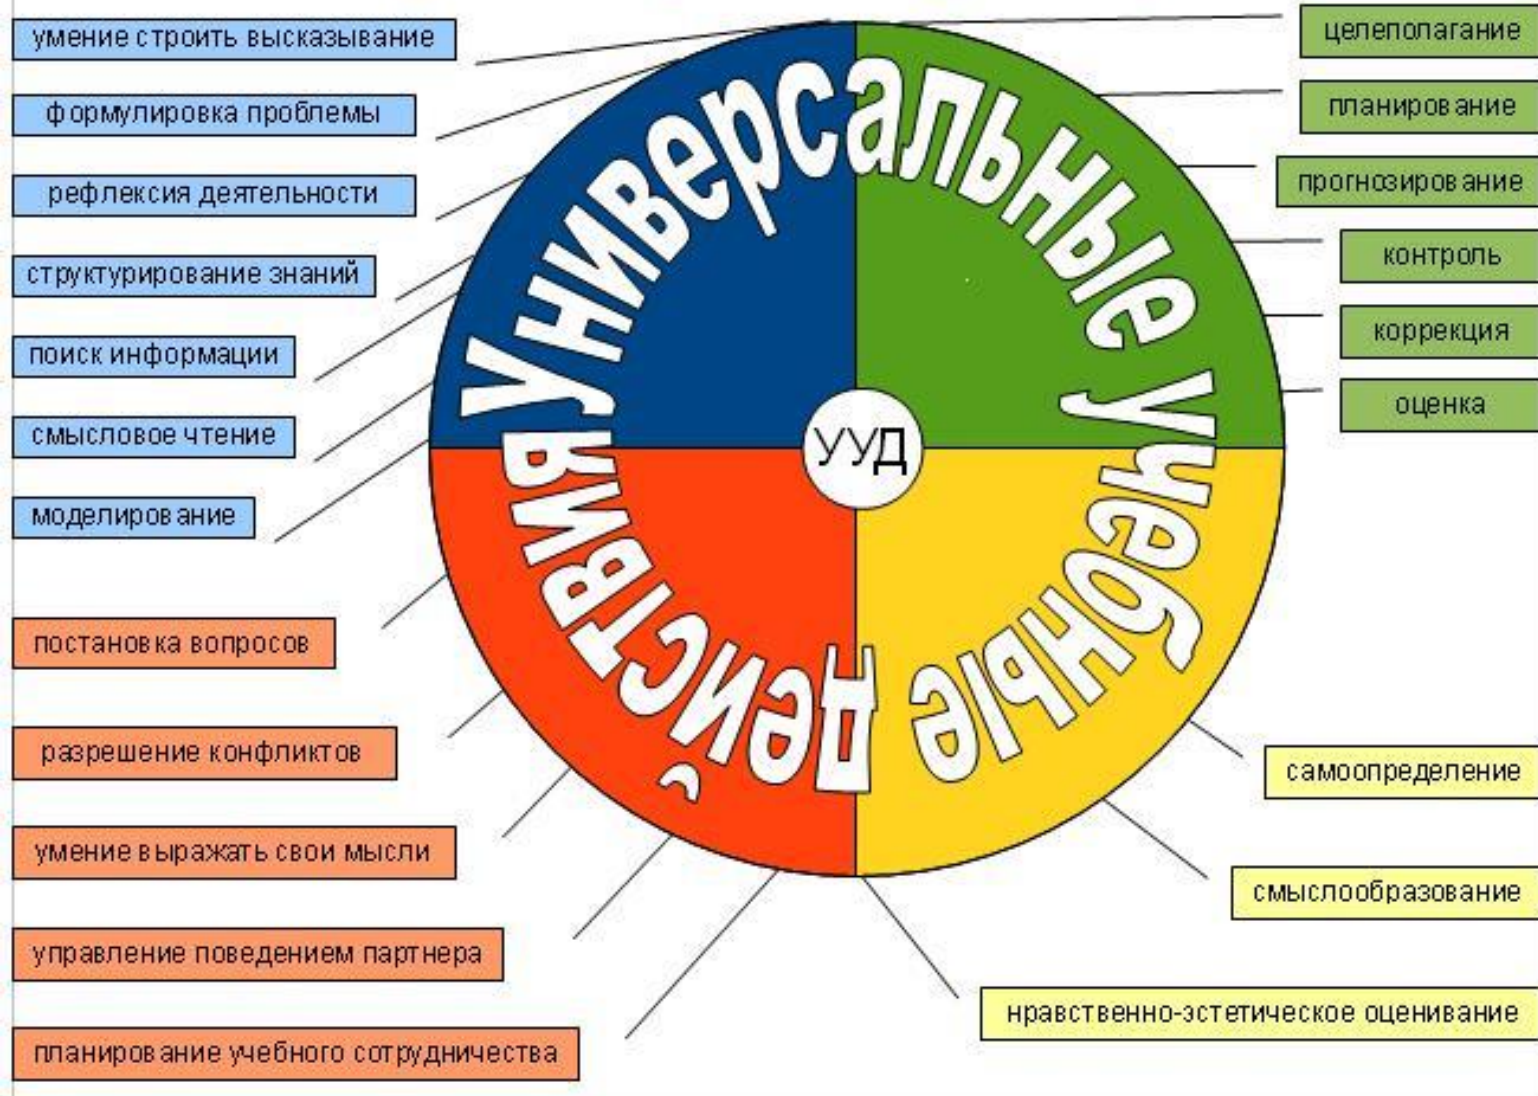 умение строить высказывание
формулировка проблемы
рефлексия деятельности
структурирование знаний
поиск информации
смысловое чтение
моделирование
постановка вопросов
разрешение конфликтов
умение выражать свои мысли
управление поведением партнера
планирование учебного сотрудничества
Универсальные учебные действия
УУД
целеполагание
планирование
прогнозирование
контроль
коррекция
оценка
самоопределение
смыслообразование
нравственно-эстетическое оценивание